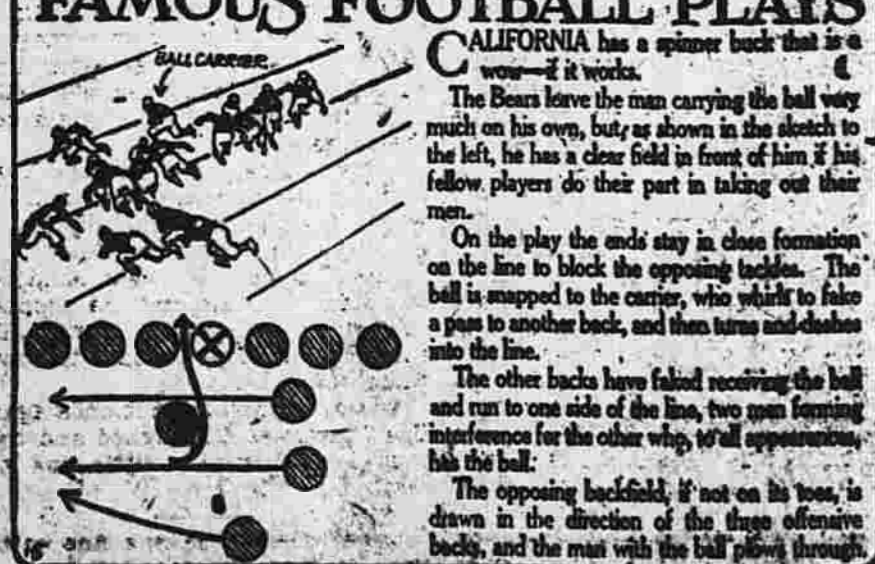 FAMOUS FOOTBALL PLAYS
BALL CARRIER
CALIFORNIA has a spinner buck that is a
wow—if it works.
The Bears leave the man carrying the ball very
much on his own, but, as shown in the sketch to
the left, he has a clear field in front of him if his
fellow players do their part in taking out their
men.
On the play the ends stay in close formation
on the line to block the opposing tackles. The
ball is snapped to the carrier, who whirls to fake
a pass to another back, and then turns and dashes
into the line.
The other backs have faked receiving the ball
and run to one side of the line, two men forming
interference for the other who, to all appearances,
has the ball.
The opposing backfield, if not on its toes, is
drawn in the direction of the three offensive
backs, and the man with the ball plows through.